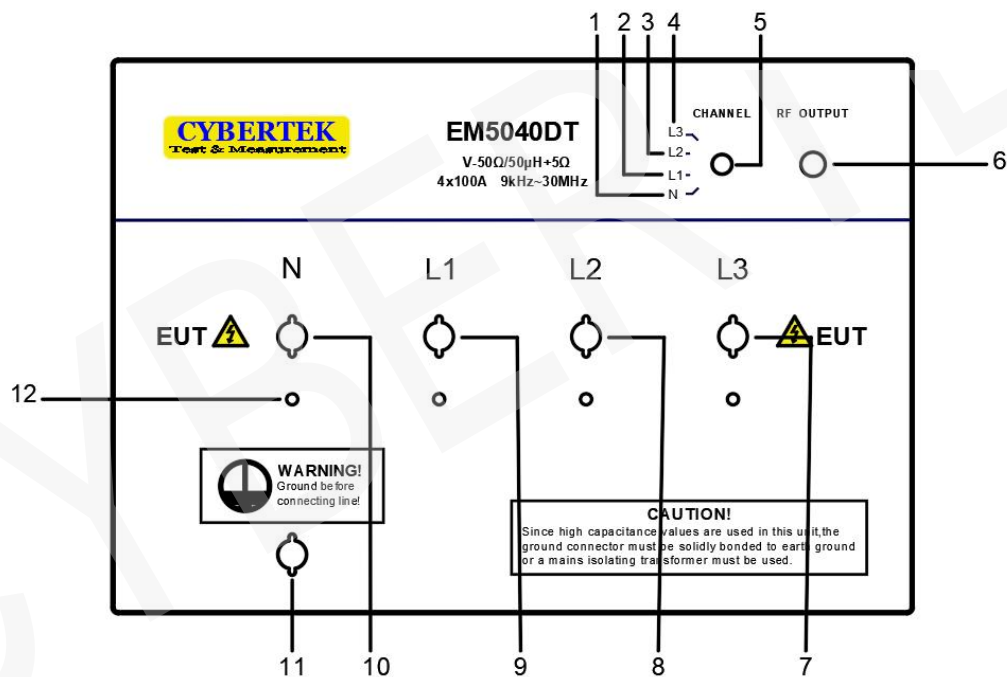 1 2 3 4 5
CYBERTEK
Test & Measurement
EM5040DT
V-50Ω/50µH+5Ω
4x100A 9kHz~30MHz
CHANNEL
RF OUTPUT
L3
L2
L1
N
6
N
L1
L2
L3
EUT
EUT
12
WARNING!
Ground before
connecting line!
CAUTION!
Since high capacitance values are used in this unit,the
ground connector must be solidly bonded to earth ground
or a mains isolating transformer must be used.
11 10 9 8 7